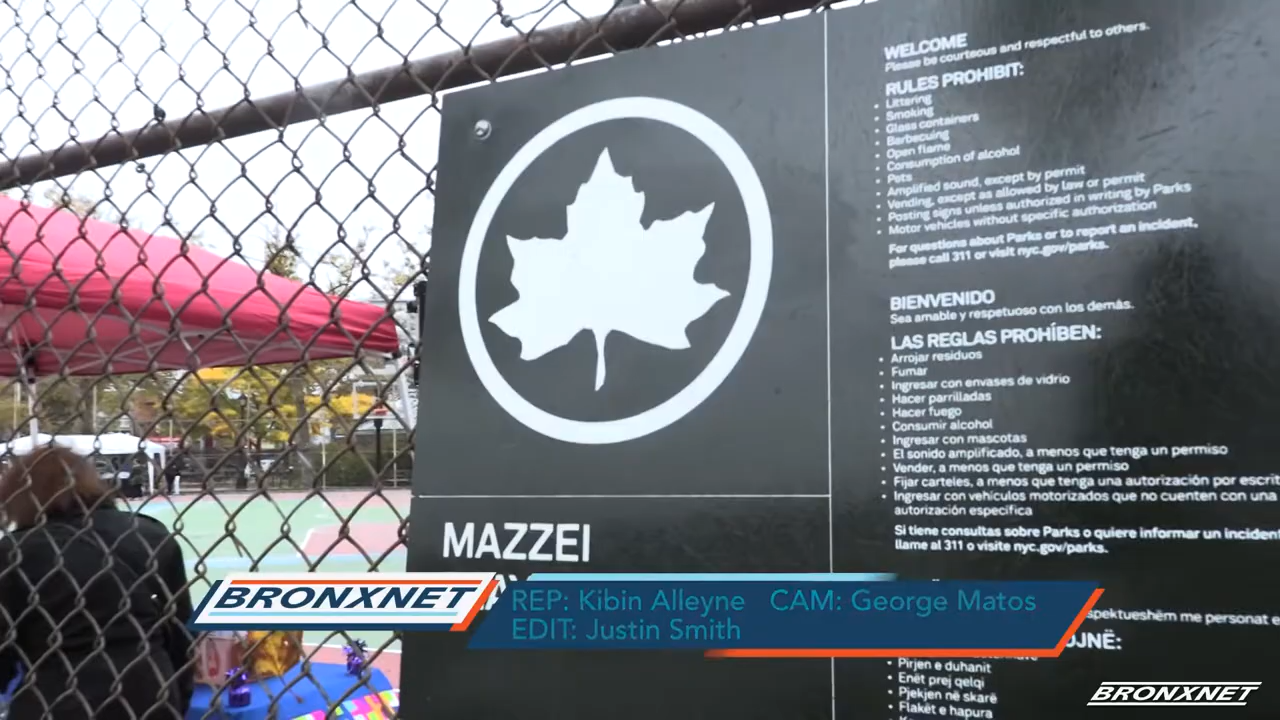 WELCOME
Please be courteous and respectful to others.
RULES PROHIBIT:
• Littering
• Smoking
• Glass containers
• Barbecuing
• Open flame
• Consumption of alcohol
• Pets
• Amplified sound, except by permit
• Vending, except as allowed by law or permit
• Posting signs unless authorized in writing by Parks
• Motor vehicles without specific authorization
For questions about Parks or to report an incident,
please call 311 or visit nyc.gov/parks.
BIENVENIDO
Sea amable y respetuoso con los demás.
LAS REGLAS PROHÍBEN:
• Arrojar residuos
• Fumar
• Ingresar con envases de vidrio
• Hacer parrilladas
• Hacer fuego
• Consumir alcohol
• Ingresar con mascotas
• El sonido amplificado, a menos que tenga un permiso
• Vender, a menos que tenga un permiso
• Fijar carteles, a menos que tenga una autorización por escrit
• Ingresar con vehículos motorizados que no cuenten con una
autorización específica
Si tiene consultas sobre Parks o quiere informar un inciden
llame al 311 o visite nyc.gov/parks.
MAZZEI
BRONXNET
REP: Kibin Alleyne CAM: George Matos
EDIT: Justin Smith
spektueshëm me personat e
OJNË:
• Pirjen e duhanit
• Enët prej qelqi
• Pjekjen në skarë
• Flakët e hapura
BRONXNET